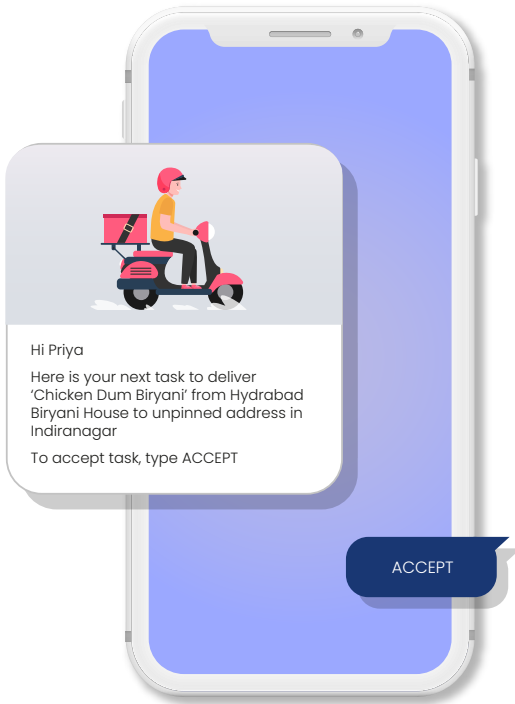 Hi Priya
Here is your next task to deliver
‘Chicken Dum Biryani’ from Hydrabad
Biryani House to unpinned address in
Indiranagar
To accept task, type ACCEPT
ACCEPT